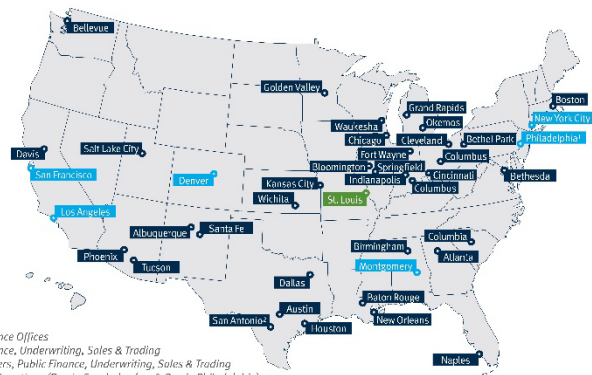 Bellevue
Golden Valley
Grand Rapids
Boston
Waukesha
Okemos
New York City
Chicago
Cleveland
Bethel Park
Philadelphia¹
Davis
Salt Lake City
Fort Wayne
Columbus
San Francisco
Denver
Bloomington
Springfield
Cincinnati
Bethesda
Kansas City
Indianapolis
Columbus
Wichita
St. Louis
Los Angeles
Albuquerque
Santa Fe
Columbia
Birmingham
Atlanta
Phoenix
Tucson
Montgomery
Dallas
Baton Rouge
Austin
San Antonio²
Houston
New Orleans
Naples
nce Offices
nce, Underwriting, Sales & Trading
ers, Public Finance, Underwriting, Sales & Trading